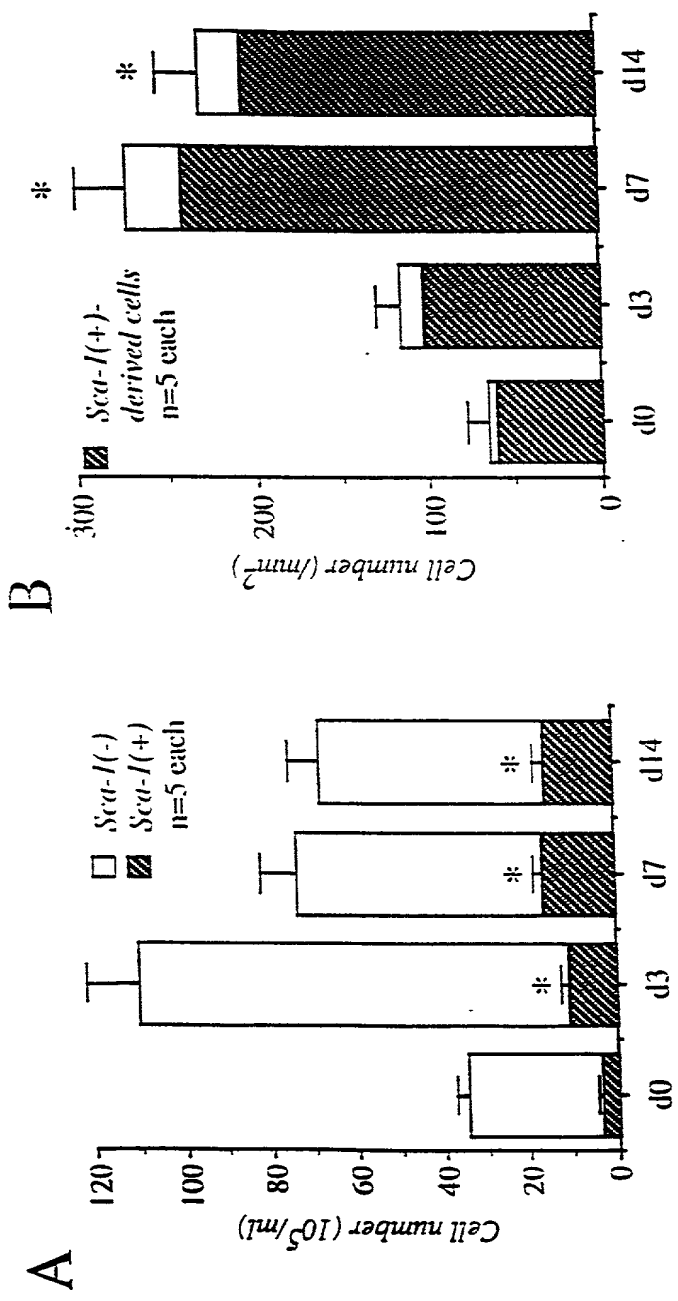 A
Sca-1(-)
Sca-1(+)
n=5 each
Cell number (10⁵/ml)
120
100
80
60
40
20
0
*
*
*
d0
d3
d7
d14
B
Sca-1(+)-
derived cells
n=5 each
Cell number (/mm²)
300
200
100
0
*
*
d0
d3
d7
d14